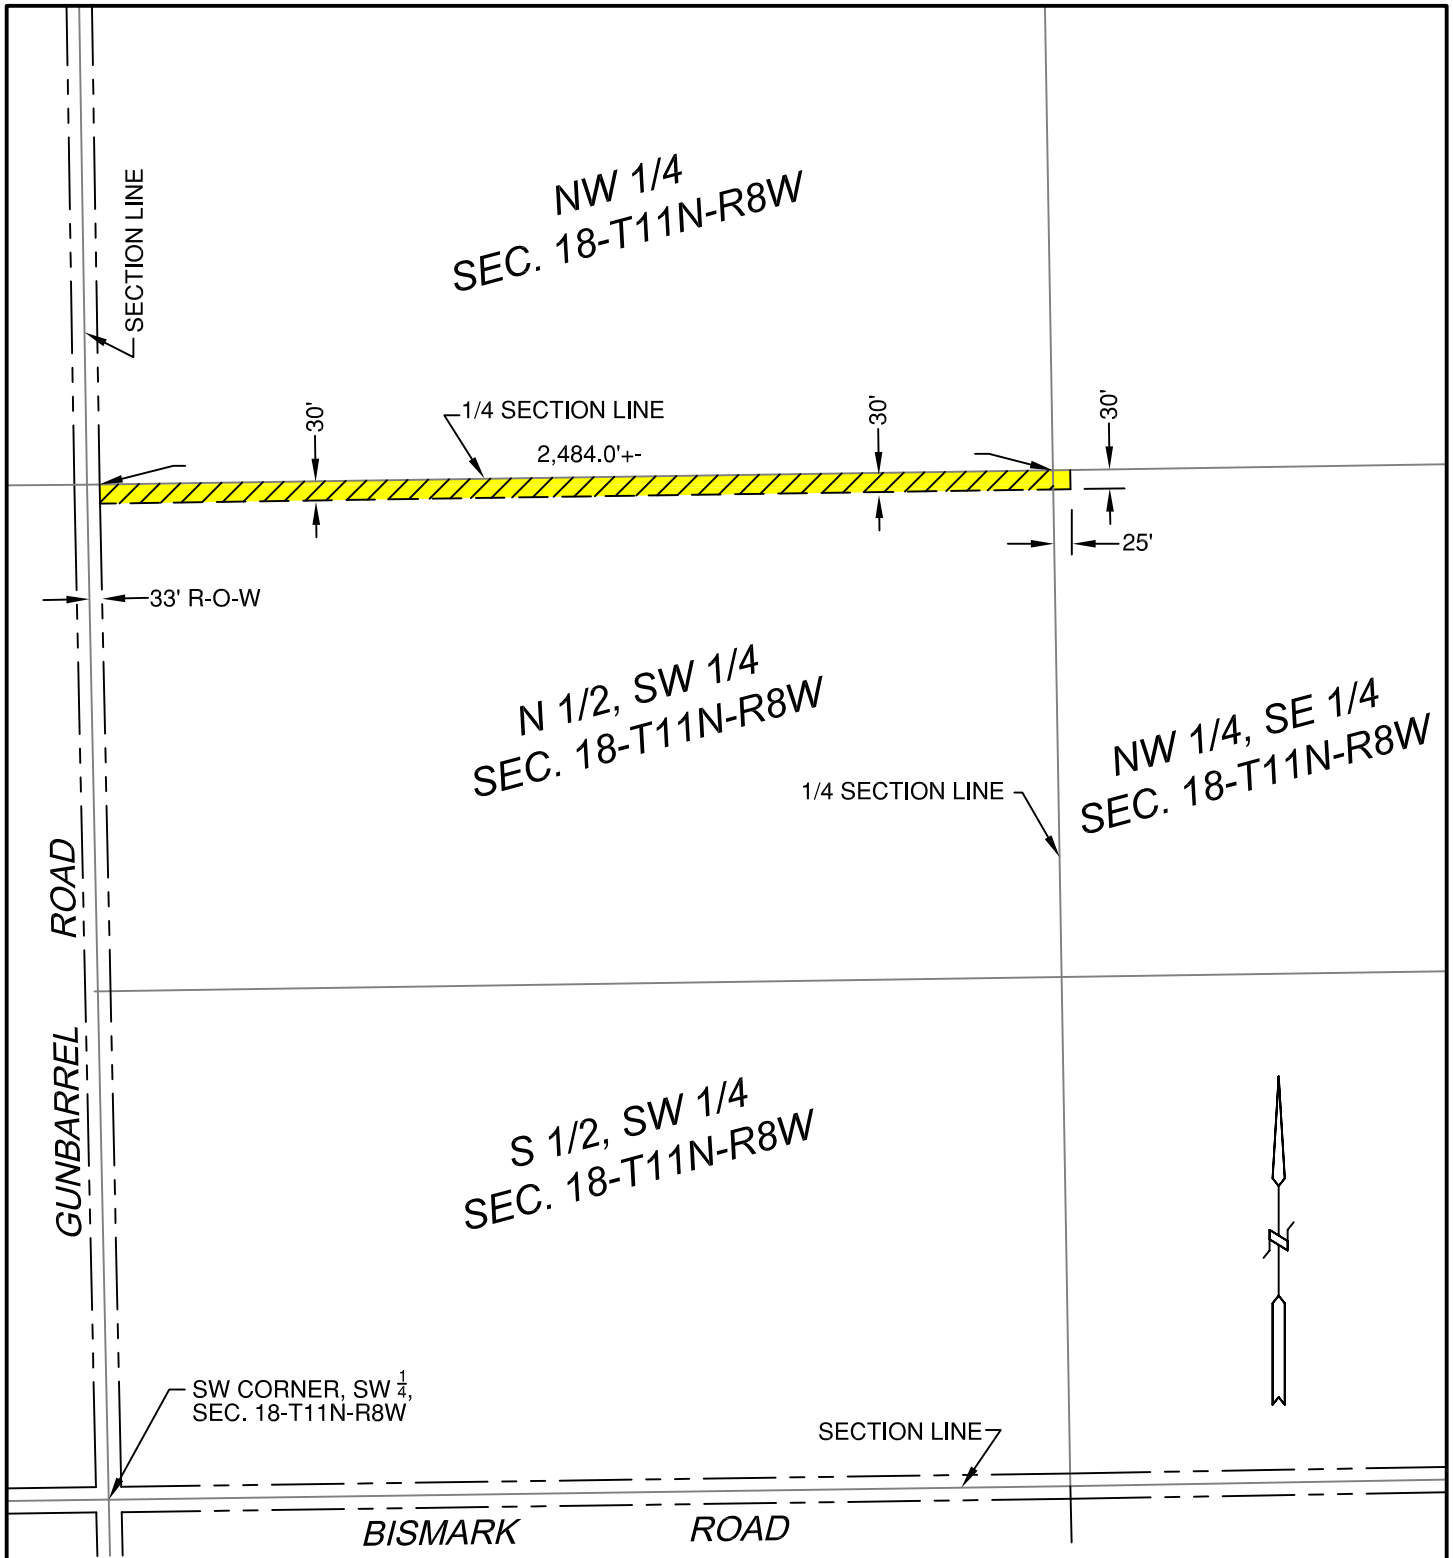 NW 1/4
SEC. 18-T11N-R8W
SECTION LINE
30'
1/4 SECTION LINE
30'
30'
2,484.0'+-
25'
33' R-O-W
N 1/2, SW 1/4
SEC. 18-T11N-R8W
NW 1/4, SE 1/4
SEC. 18-T11N-R8W
1/4 SECTION LINE
GUNBARREL ROAD
S 1/2, SW 1/4
SEC. 18-T11N-R8W
N
SW CORNER, SW 1/4,
SEC. 18-T11N-R8W
SECTION LINE
BISMARK ROAD